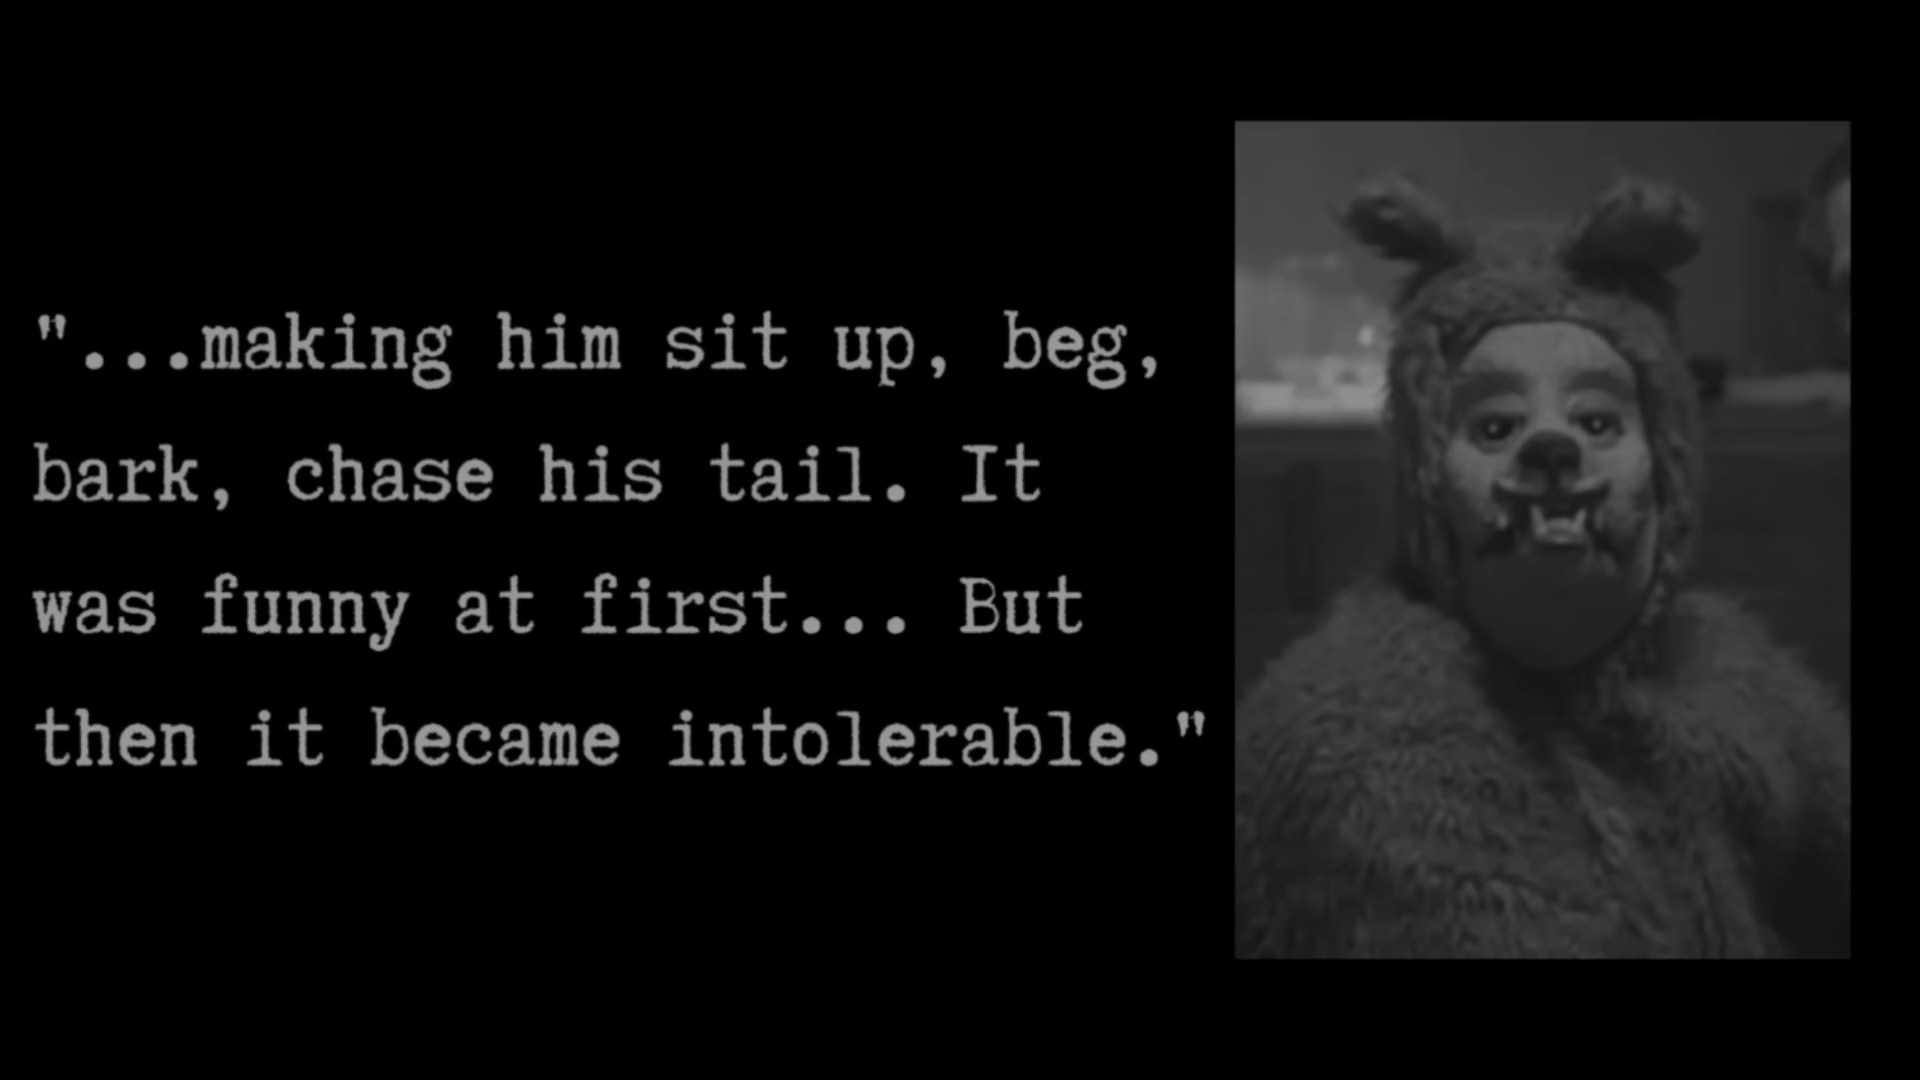 "...making him sit up, beg,
bark, chase his tail. It
was funny at first... But
then it became intolerable."